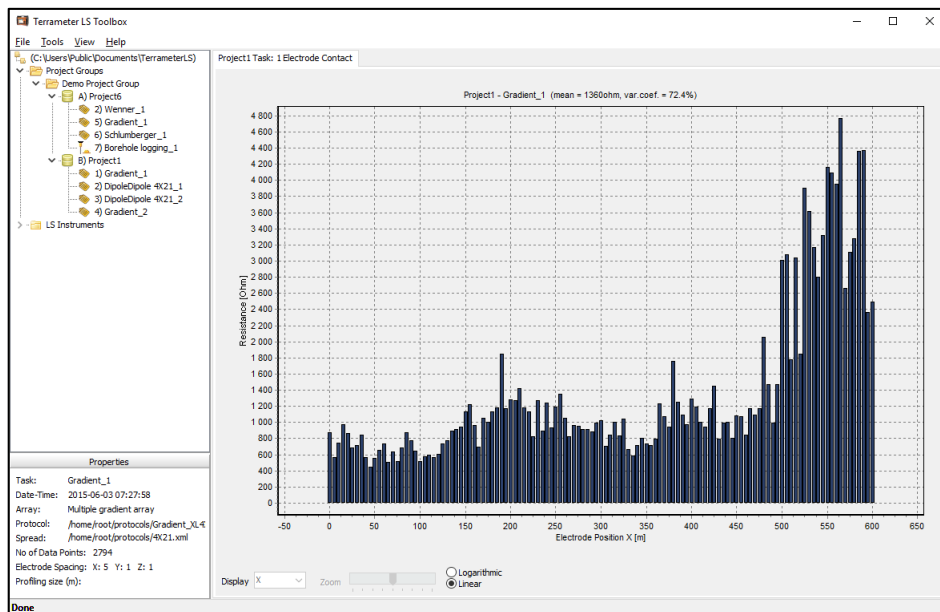 Terrameter LS Toolbox
File Tools View Help
(C:\Users\Public\Documents\TerrameterLS)
Project Groups
Demo Project Group
A) Project6
2) Wenner_1
5) Gradient_1
6) Schlumberger_1
7) Borehole logging_1
B) Project1
1) Gradient_1
2) DipoleDipole 4X21_1
3) DipoleDipole 4X21_2
4) Gradient_2
LS Instruments
Properties
Task: Gradient_1
Date-Time: 2015-06-03 07:27:58
Array: Multiple gradient array
Protocol: /home/root/protocols/Gradient_XL4
Spread: /home/root/protocols/4X21.xml
No of Data Points: 2794
Electrode Spacing: X: 5 Y: 1 Z: 1
Profiling size (m):
Project1 Task: 1 Electrode Contact
Project1 - Gradient_1 (mean = 1360ohm, var.coef. = 72.4%)
Resistance [Ohm]
4 800
4 600
4 400
4 200
4 000
3 800
3 600
3 400
3 200
3 000
2 800
2 600
2 400
2 200
2 000
1 800
1 600
1 400
1 200
1 000
800
600
400
200
0
-50 0 50 100 150 200 250 300 350 400 450 500 550 600 650
Electrode Position X [m]
Display X Zoom
Logarithmic
Linear
Done